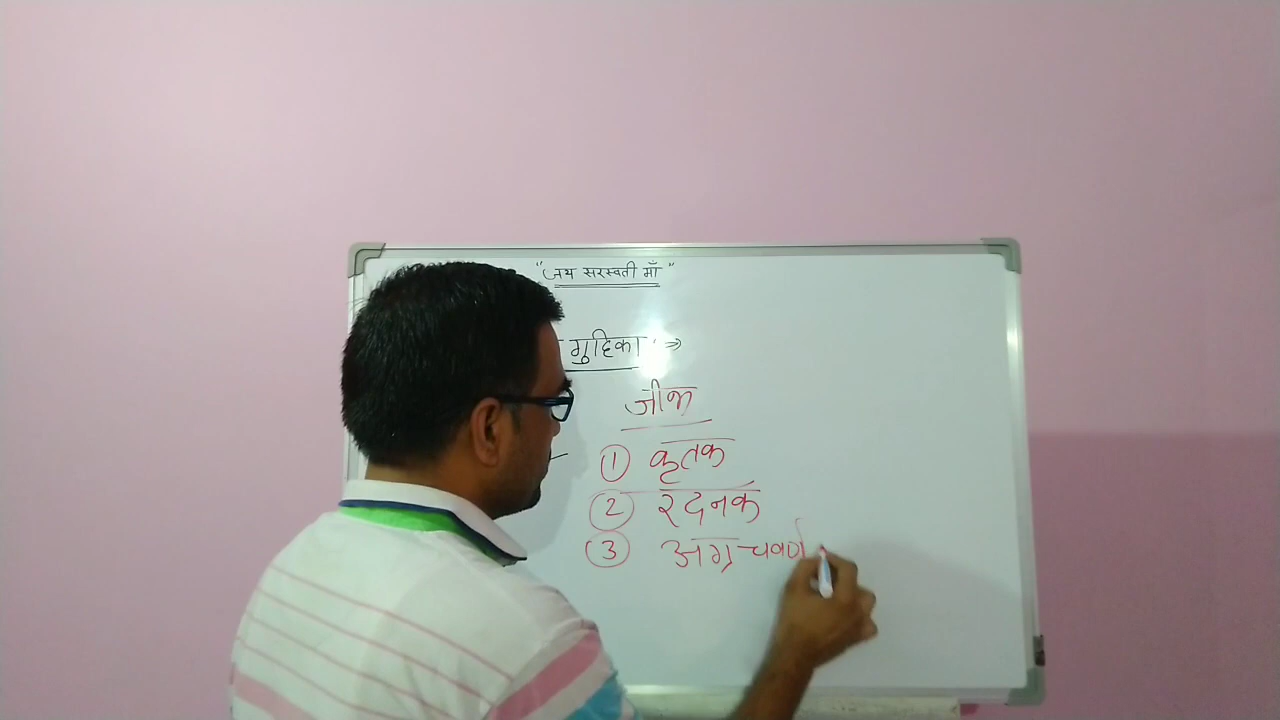 "जय सरस्वती माँ"
गुहिका :→
जीभ
① कृतक
② रदनक
③ अग्रचवर्ण